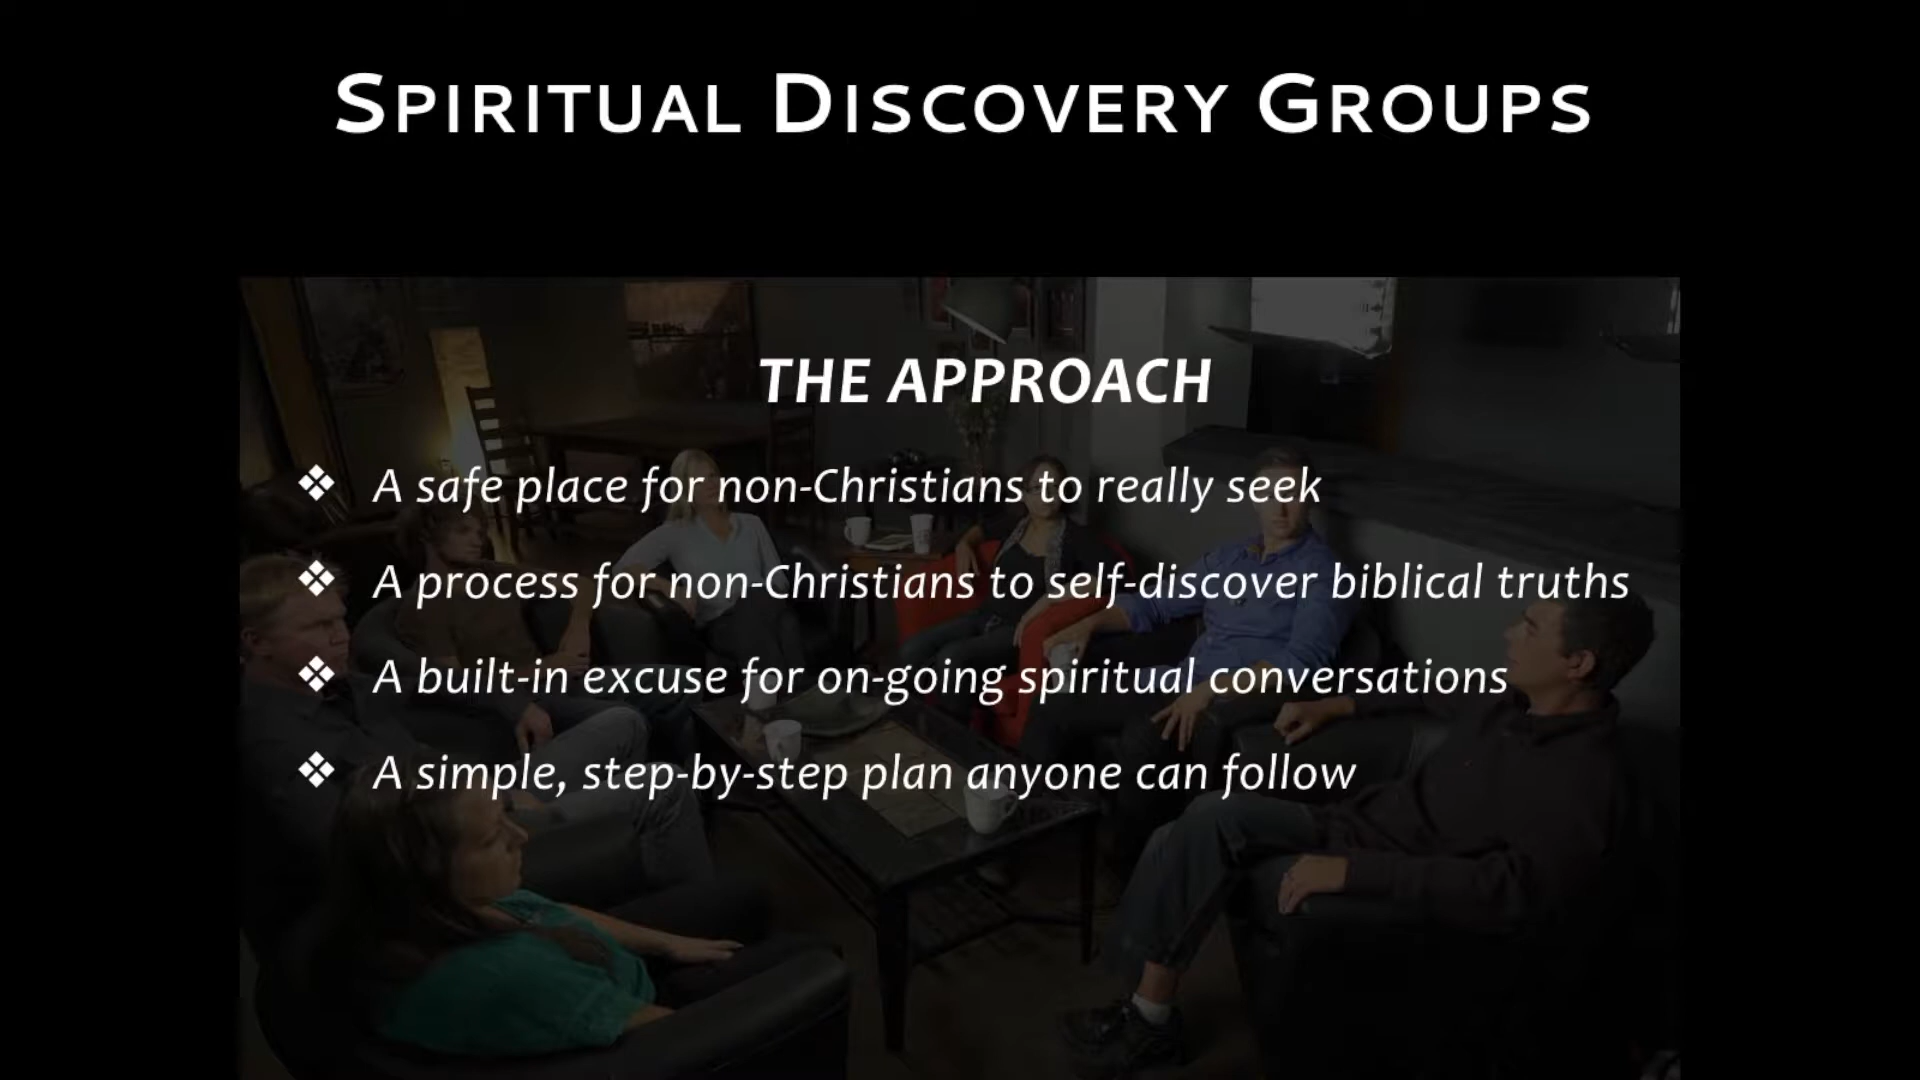 SPIRITUAL DISCOVERY GROUPS
THE APPROACH
❖ A safe place for non-Christians to really seek
❖ A process for non-Christians to self-discover biblical truths
❖ A built-in excuse for on-going spiritual conversations
❖ A simple, step-by-step plan anyone can follow